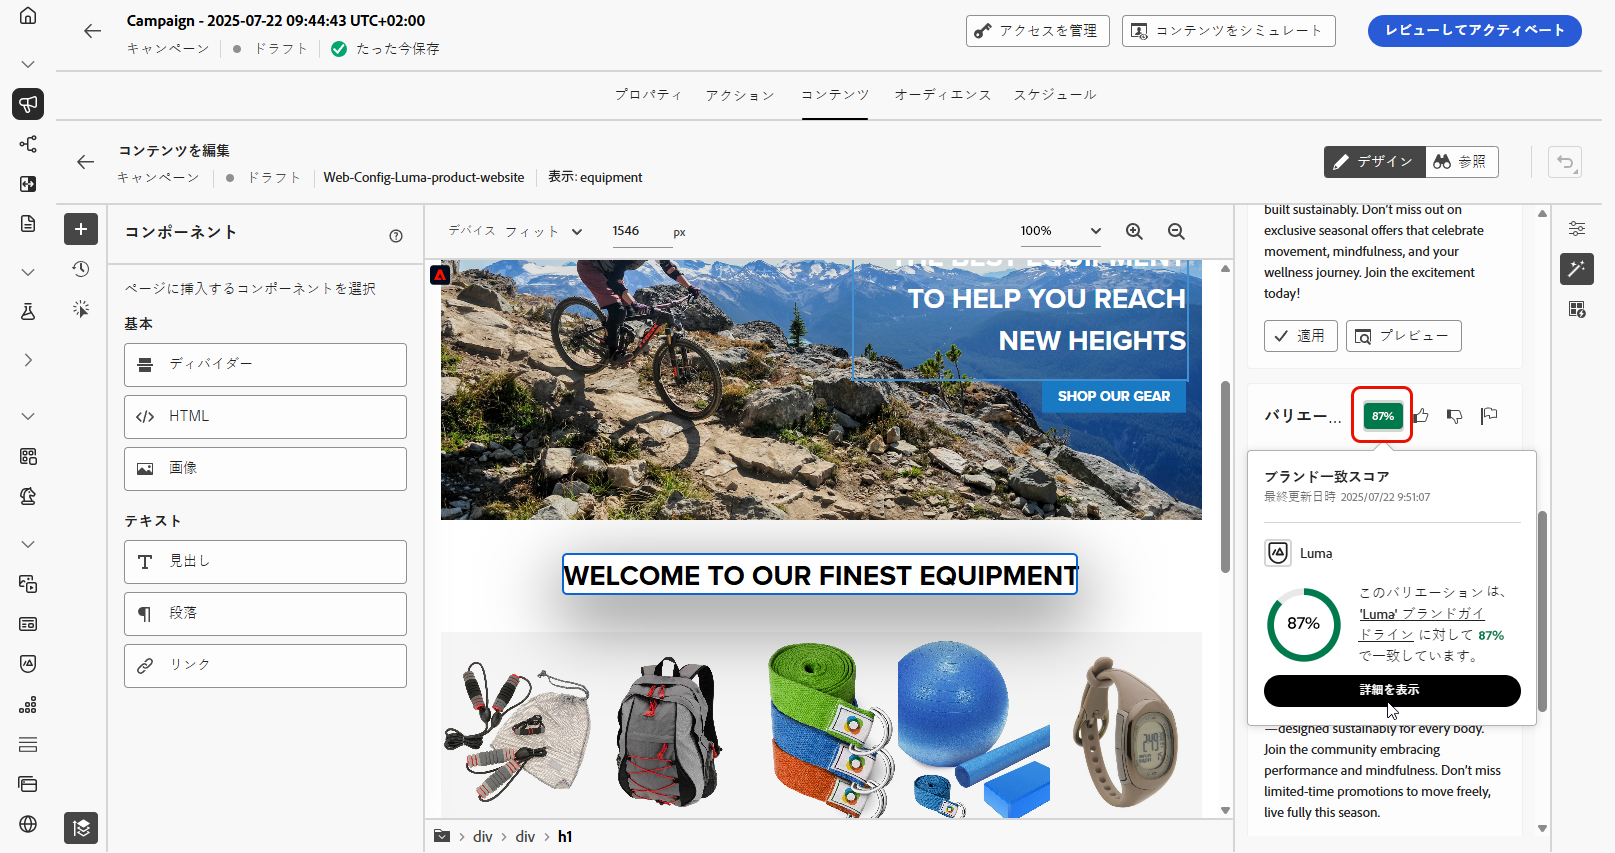 Campaign - 2025-07-22 09:44:43 UTC+02:00
キャンペーン
ドラフト
たった今保存
アクセスを管理
コンテンツをシミュレート
レビューしてアクティベート
プロパティ
アクション
コンテンツ
オーディエンス
スケジュール
コンテンツを編集
キャンペーン
ドラフト
Web-Config-Luma-product-website
表示: equipment
デザイン
参照
コンポーネント
ページに挿入するコンポーネントを選択
基本
ディバイダー
HTML
画像
テキスト
見出し
段落
リンク
デバイス フィット
1546 px
100%
THE BEST EQUIPMENT
TO HELP YOU REACH
NEW HEIGHTS
SHOP OUR GEAR
WELCOME TO OUR FINEST EQUIPMENT
div > div > h1
built sustainably. Don't miss out on
exclusive seasonal offers that celebrate
movement, mindfulness, and your
wellness journey. Join the excitement
today!
適用
プレビュー
バリエー...
87%
ブランド一致スコア
最終更新日時 2025/07/22 9:51:07
Luma
87%
このバリエーションは、
'Luma' ブランドガイ
ドライン に対して 87%
で一致しています。
詳細を表示
—designed sustainably for every body.
Join the community embracing
performance and mindfulness. Don't miss
limited-time promotions to move freely,
live fully this season.